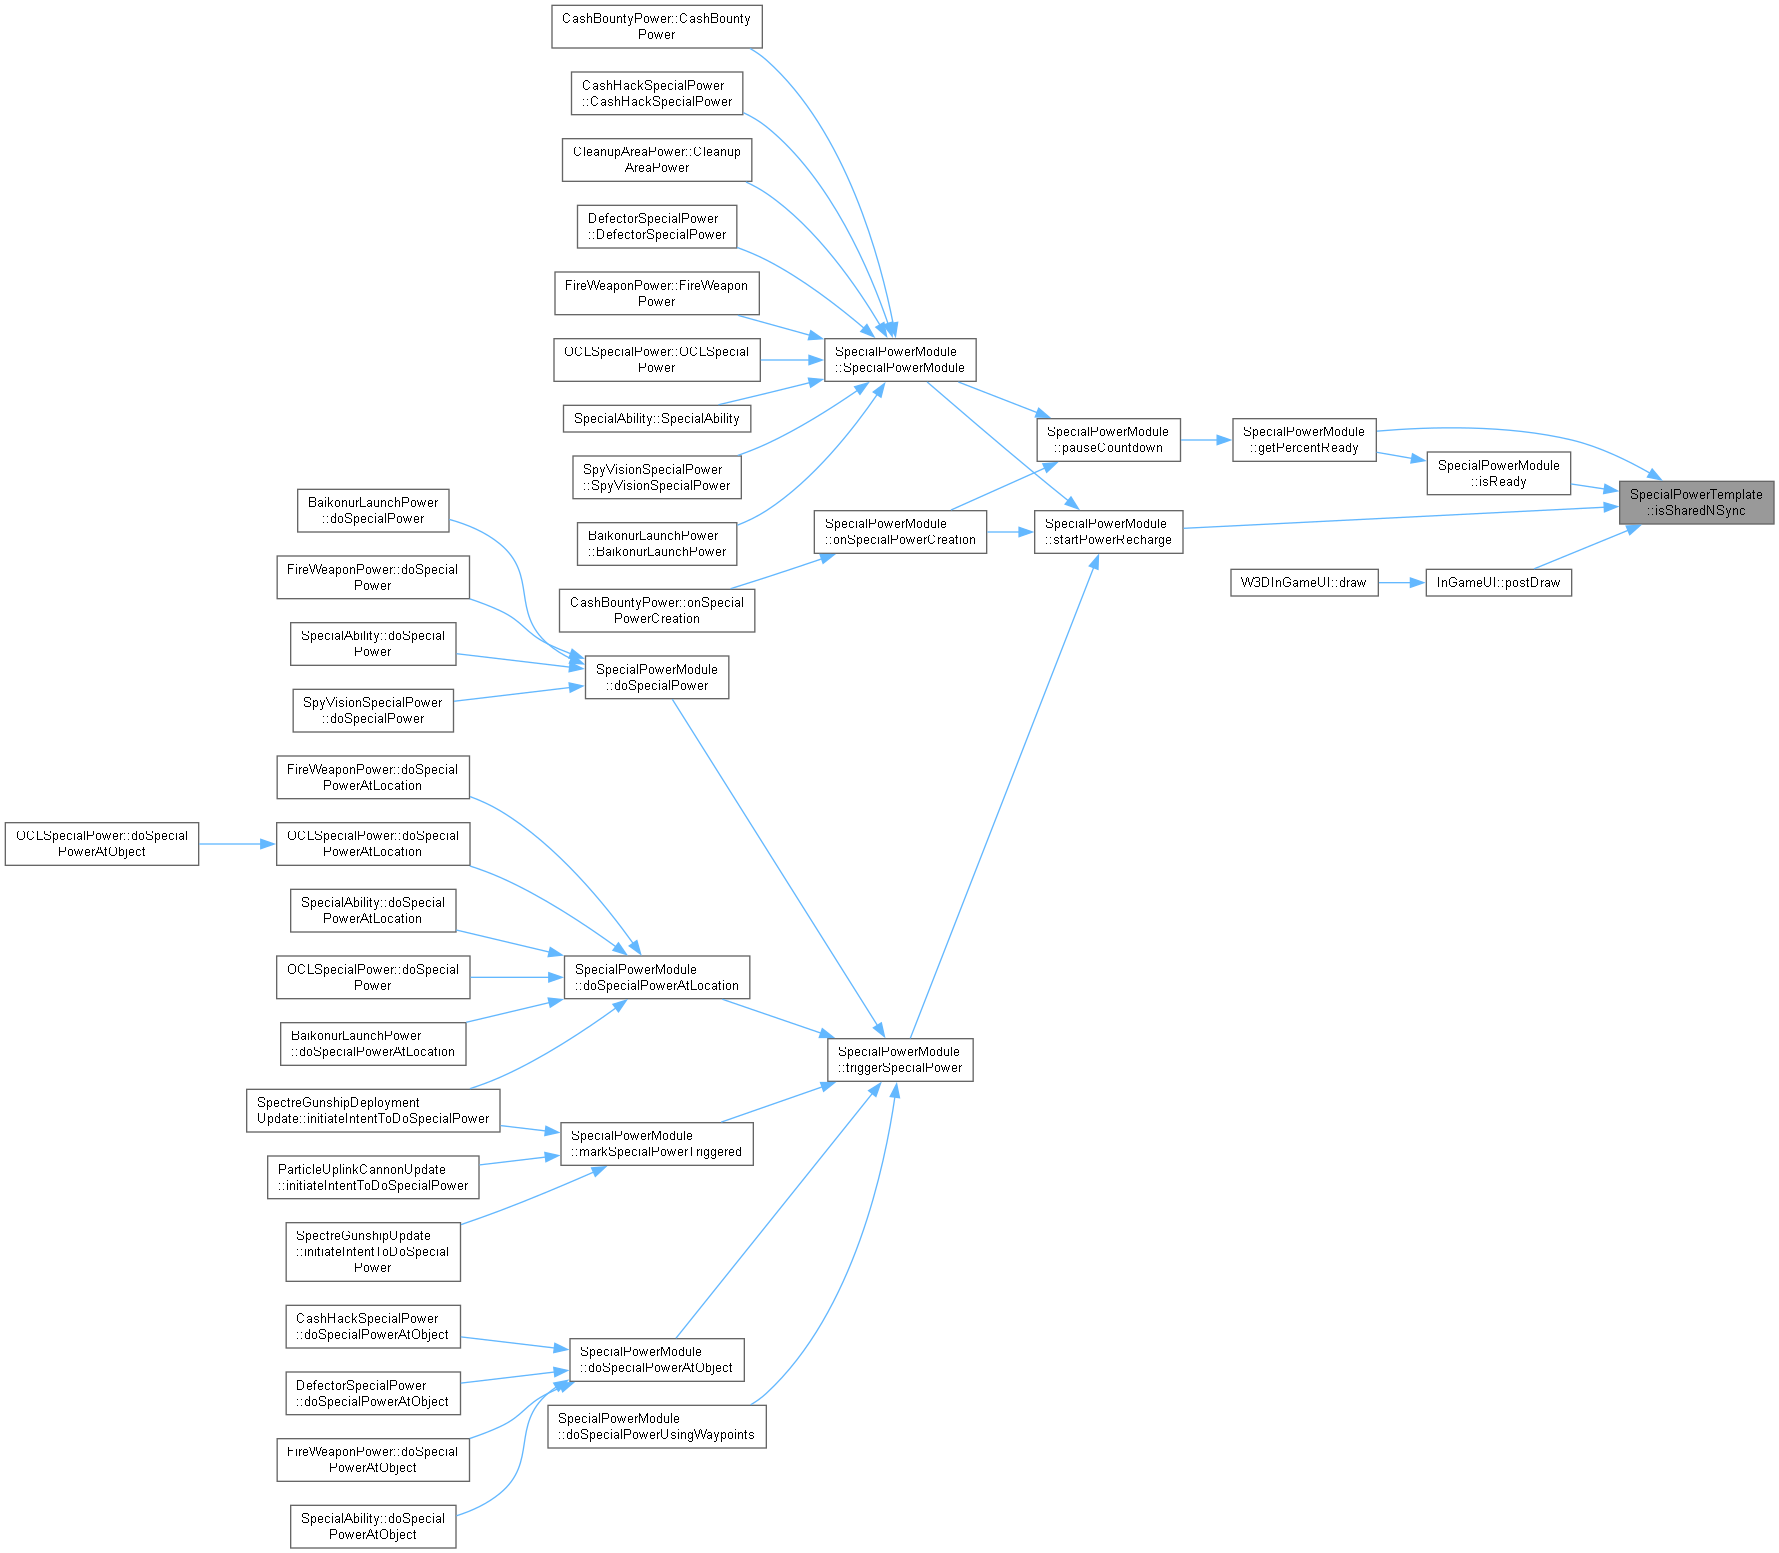 CashBountyPower::CashBounty
Power
CashHackSpecialPower
::CashHackSpecialPower
CleanupAreaPower::Cleanup
AreaPower
DefectorSpecialPower
::DefectorSpecialPower
FireWeaponPower::FireWeapon
Power
OCLSpecialPower::OCLSpecial
Power
SpecialAbility::SpecialAbility
SpyVisionSpecialPower
::SpyVisionSpecialPower
BaikonurLaunchPower
::BaikonurLaunchPower
SpecialPowerModule
::SpecialPowerModule
SpecialPowerModule
::pauseCountdown
SpecialPowerModule
::getPercentReady
SpecialPowerModule
::isReady
SpecialPowerTemplate
::isSharedNSync
SpecialPowerModule
::onSpecialPowerCreation
SpecialPowerModule
::startPowerRecharge
W3DInGameUI::draw
InGameUI::postDraw
CashBountyPower::onSpecial
PowerCreation
BaikonurLaunchPower
::doSpecialPower
FireWeaponPower::doSpecial
Power
SpecialAbility::doSpecial
Power
SpyVisionSpecialPower
::doSpecialPower
SpecialPowerModule
::doSpecialPower
FireWeaponPower::doSpecial
PowerAtLocation
OCLSpecialPower::doSpecial
PowerAtObject
OCLSpecialPower::doSpecial
PowerAtLocation
SpecialAbility::doSpecial
PowerAtLocation
OCLSpecialPower::doSpecial
Power
BaikonurLaunchPower
::doSpecialPowerAtLocation
SpecialPowerModule
::doSpecialPowerAtLocation
SpecialPowerModule
::triggerSpecialPower
SpectreGunshipDeployment
Update::initiateIntentToDoSpecialPower
SpecialPowerModule
::markSpecialPowerTriggered
ParticleUplinkCannonUpdate
::initiateIntentToDoSpecialPower
SpectreGunshipUpdate
::initiateIntentToDoSpecial
Power
CashHackSpecialPower
::doSpecialPowerAtObject
SpecialPowerModule
::doSpecialPowerAtObject
DefectorSpecialPower
::doSpecialPowerAtObject
SpecialPowerModule
::doSpecialPowerUsingWaypoints
FireWeaponPower::doSpecial
PowerAtObject
SpecialAbility::doSpecial
PowerAtObject